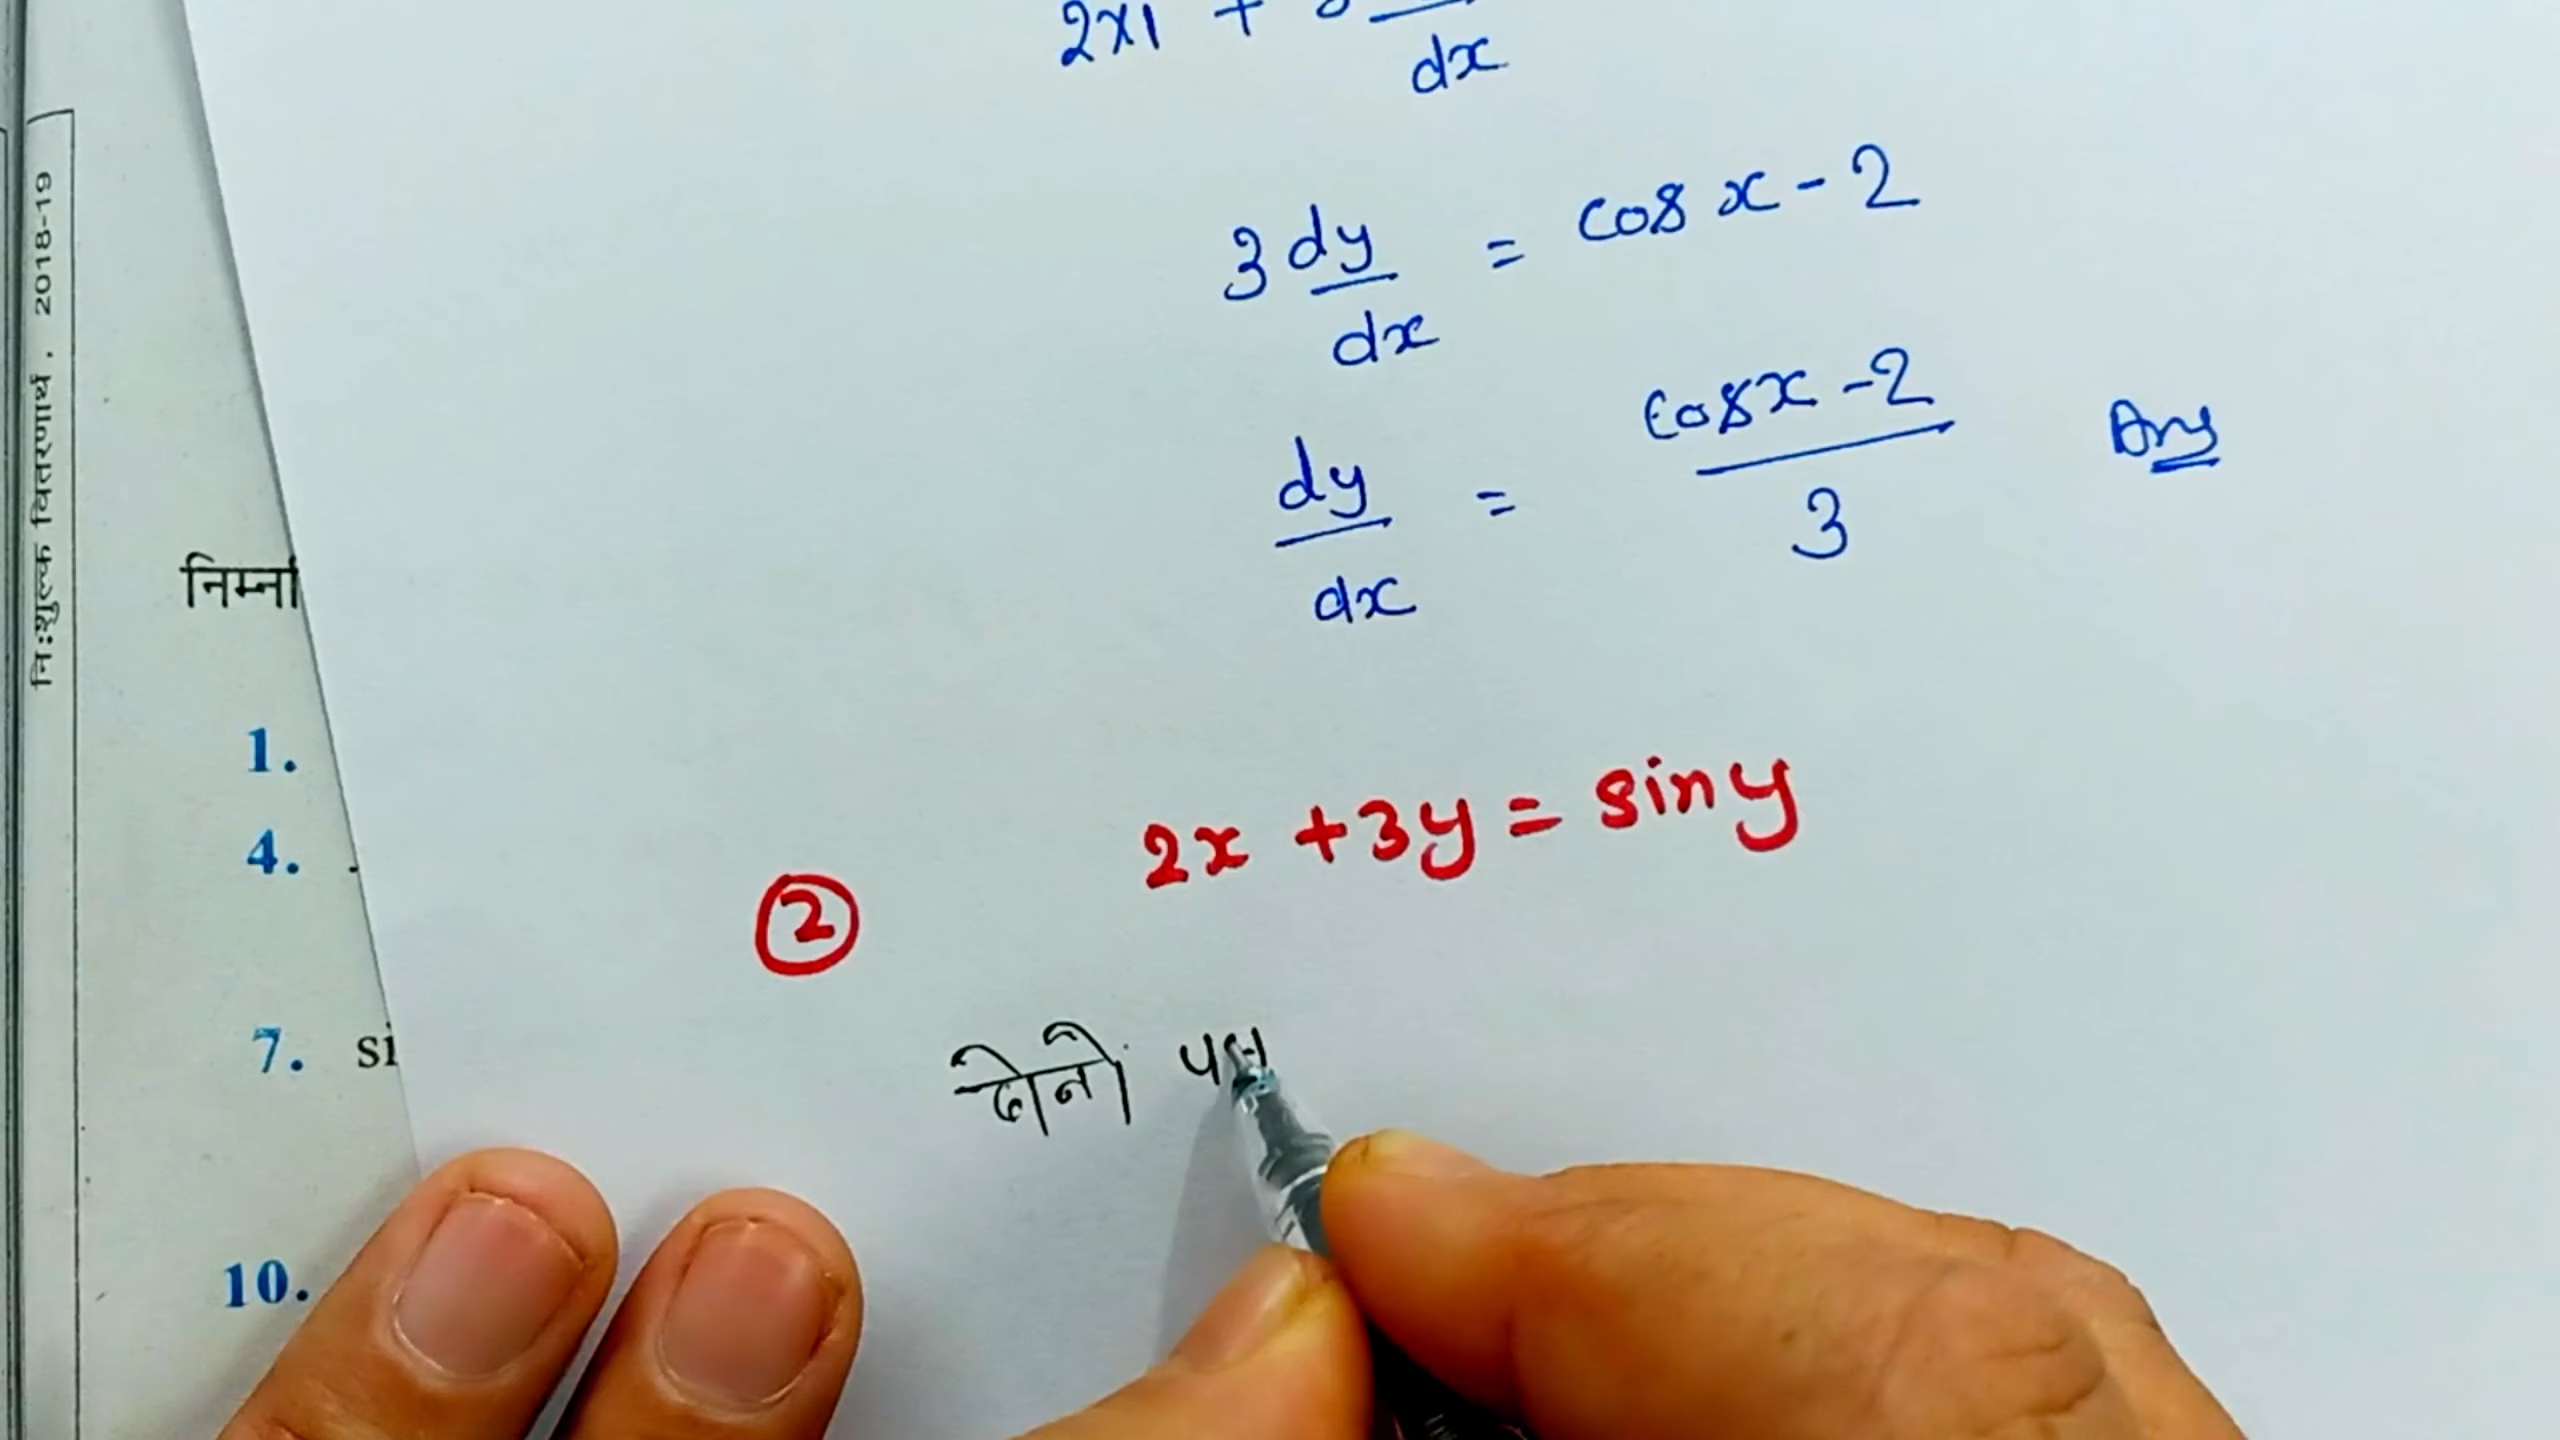 2x1 +
dx
3 dy/dx = cos x - 2
dy/dx = cos x - 2 / 3 Ans
② 2x + 3y = sin y
दोनों पक्ष
नि:शुल्क वितरणार्थ, 2018-19
निम्नां
1.
4.
7. si
10.